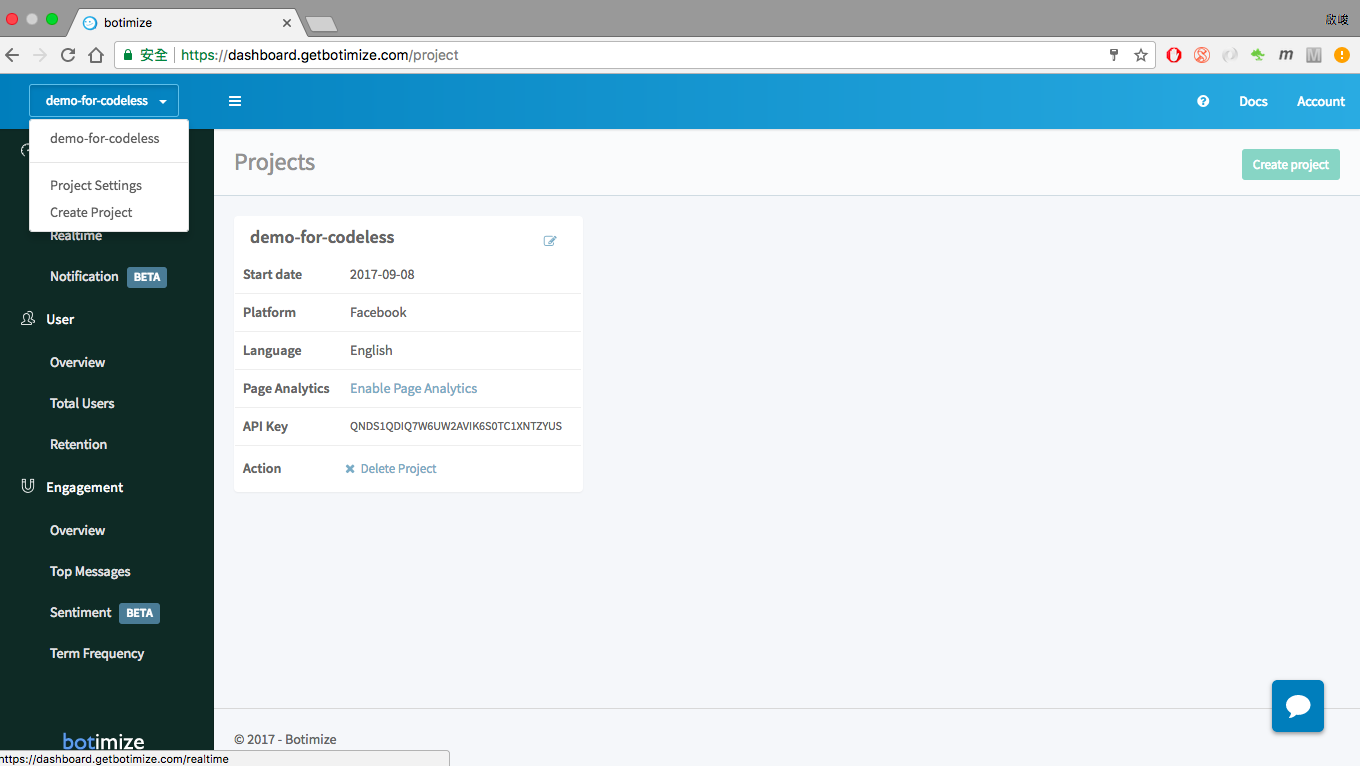 botimize
啟峻
安全 https://dashboard.getbotimize.com/project
demo-for-codeless
Docs
Account
demo-for-codeless
Project Settings
Create Project
Realtime
Notification BETA
User
Overview
Total Users
Retention
Engagement
Overview
Top Messages
Sentiment BETA
Term Frequency
botimize
Projects
Create project
demo-for-codeless
Start date 2017-09-08
Platform Facebook
Language English
Page Analytics Enable Page Analytics
API Key QNDS1QDIQ7W6UW2AVIK6S0TC1XNTZYUS
Action Delete Project
© 2017 - Botimize
https://dashboard.getbotimize.com/realtime